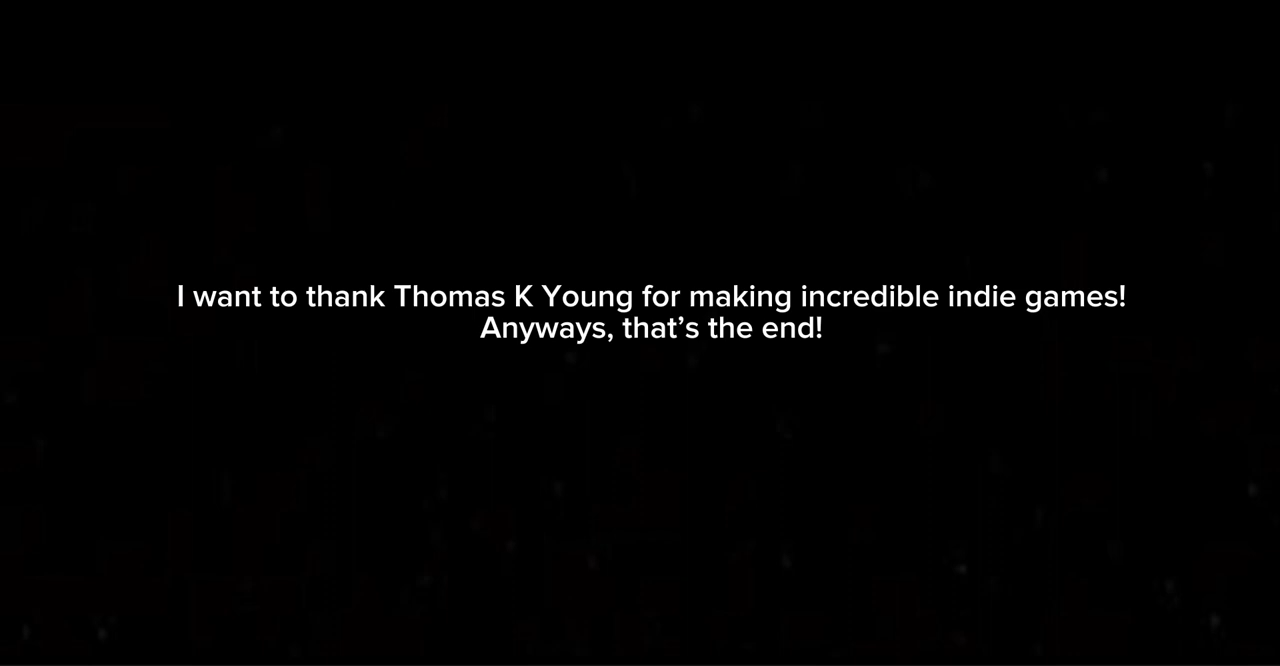 I want to thank Thomas K Young for making incredible indie games!
Anyways, that’s the end!